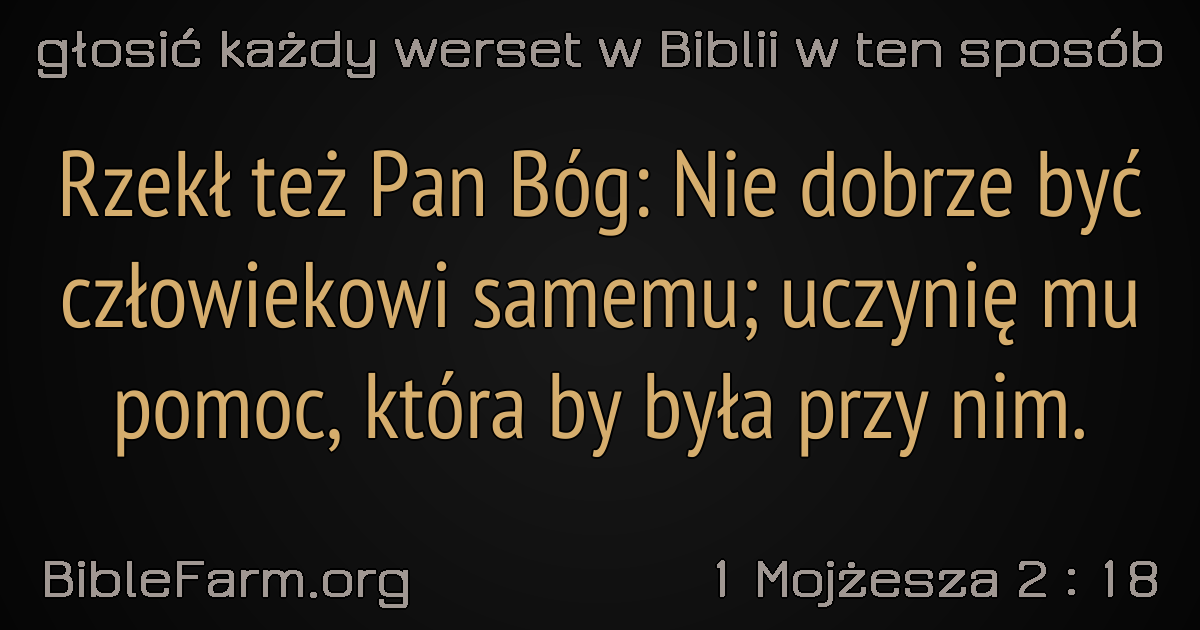 głosić każdy werset w Biblii w ten sposób
Rzekł też Pan Bóg: Nie dobrze być
człowiekowi samemu; uczynię mu
pomoc, która by była przy nim.
BibleFarm.org
1 Mojżesza 2 : 18